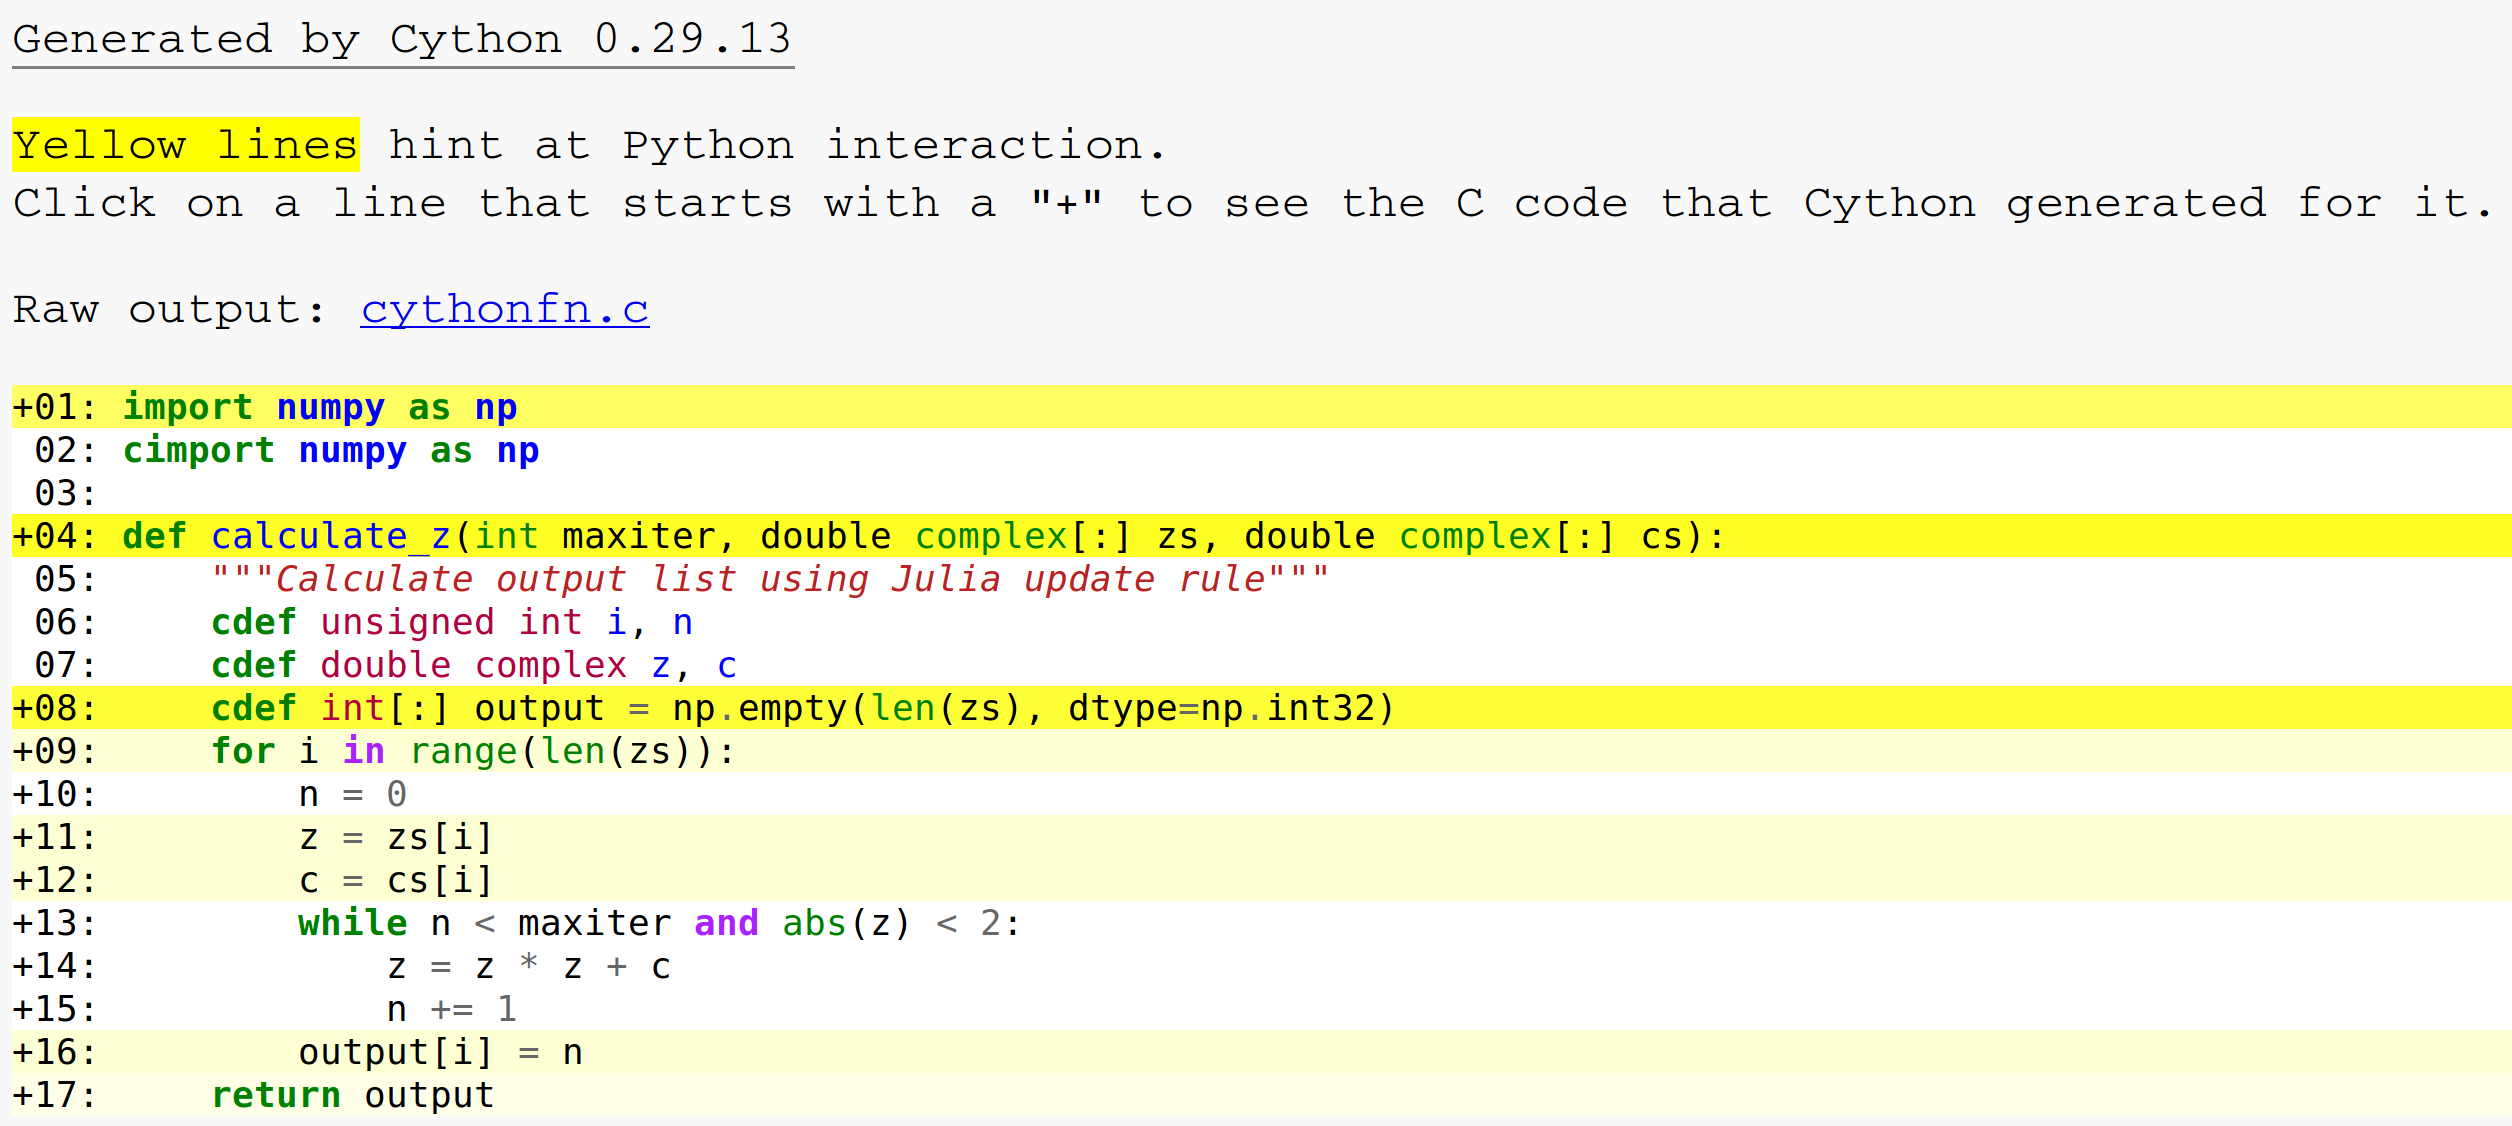 Generated by Cython 0.29.13
Yellow lines hint at Python interaction.
Click on a line that starts with a "+" to see the C code that Cython generated for it.
Raw output: cythonfn.c
+01: import numpy as np
 02: cimport numpy as np
 03:
+04: def calculate_z(int maxiter, double complex[:] zs, double complex[:] cs):
 05:     """Calculate output list using Julia update rule"""
 06:     cdef unsigned int i, n
 07:     cdef double complex z, c
+08:     cdef int[:] output = np.empty(len(zs), dtype=np.int32)
+09:     for i in range(len(zs)):
+10:         n = 0
+11:         z = zs[i]
+12:         c = cs[i]
+13:         while n < maxiter and abs(z) < 2:
+14:             z = z * z + c
+15:             n += 1
+16:         output[i] = n
+17:     return output